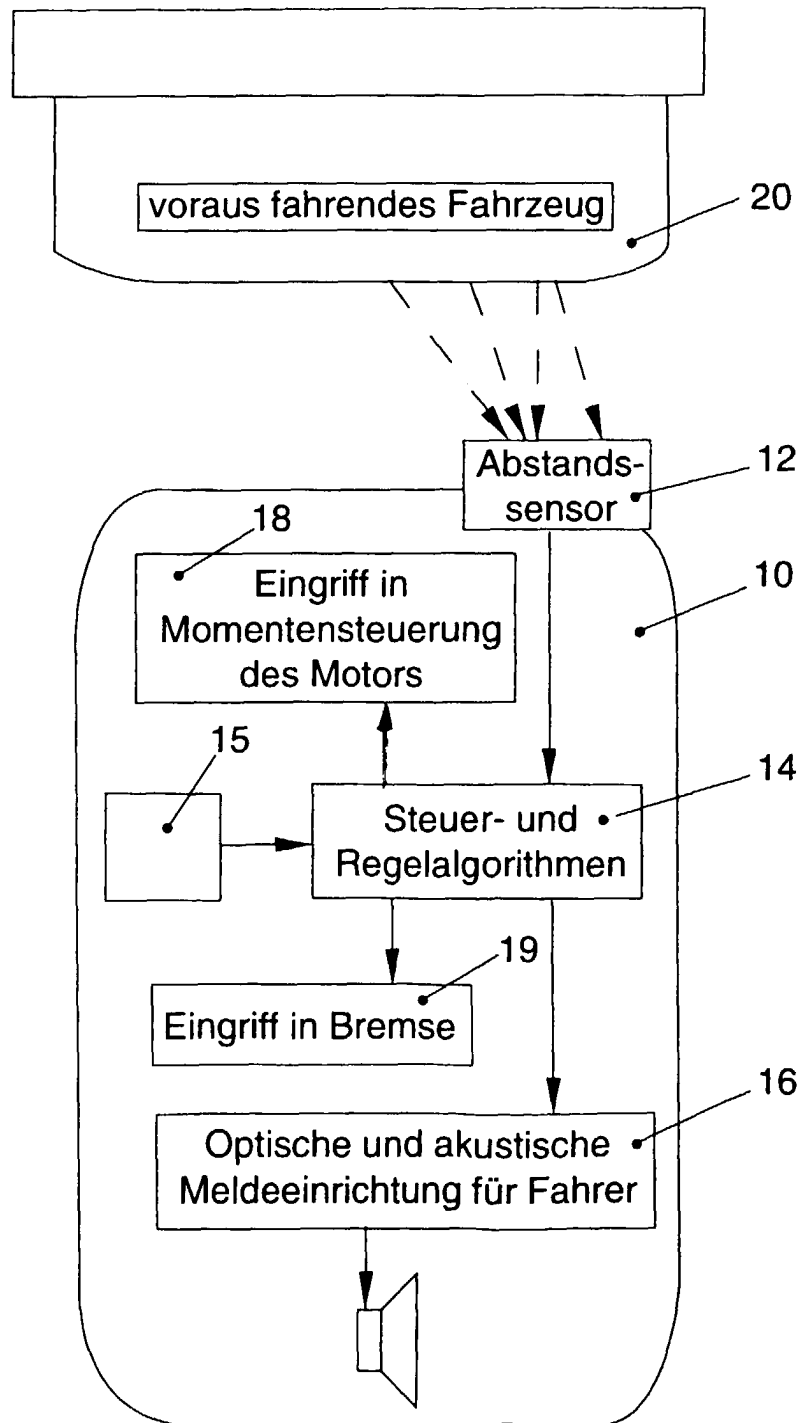 voraus fahrendes Fahrzeug
20
Abstands-
sensor
12
18
Eingriff in
Momentensteuerung
des Motors
10
15
Steuer- und
Regelalgorithmen
14
19
Eingriff in Bremse
16
Optische und akustische
Meldeeinrichtung für Fahrer